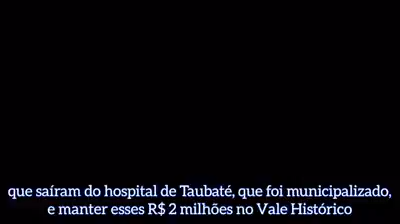 que saíram do hospital de Taubaté, que foi municipalizado,
e manter esses R$ 2 milhões no Vale Histórico